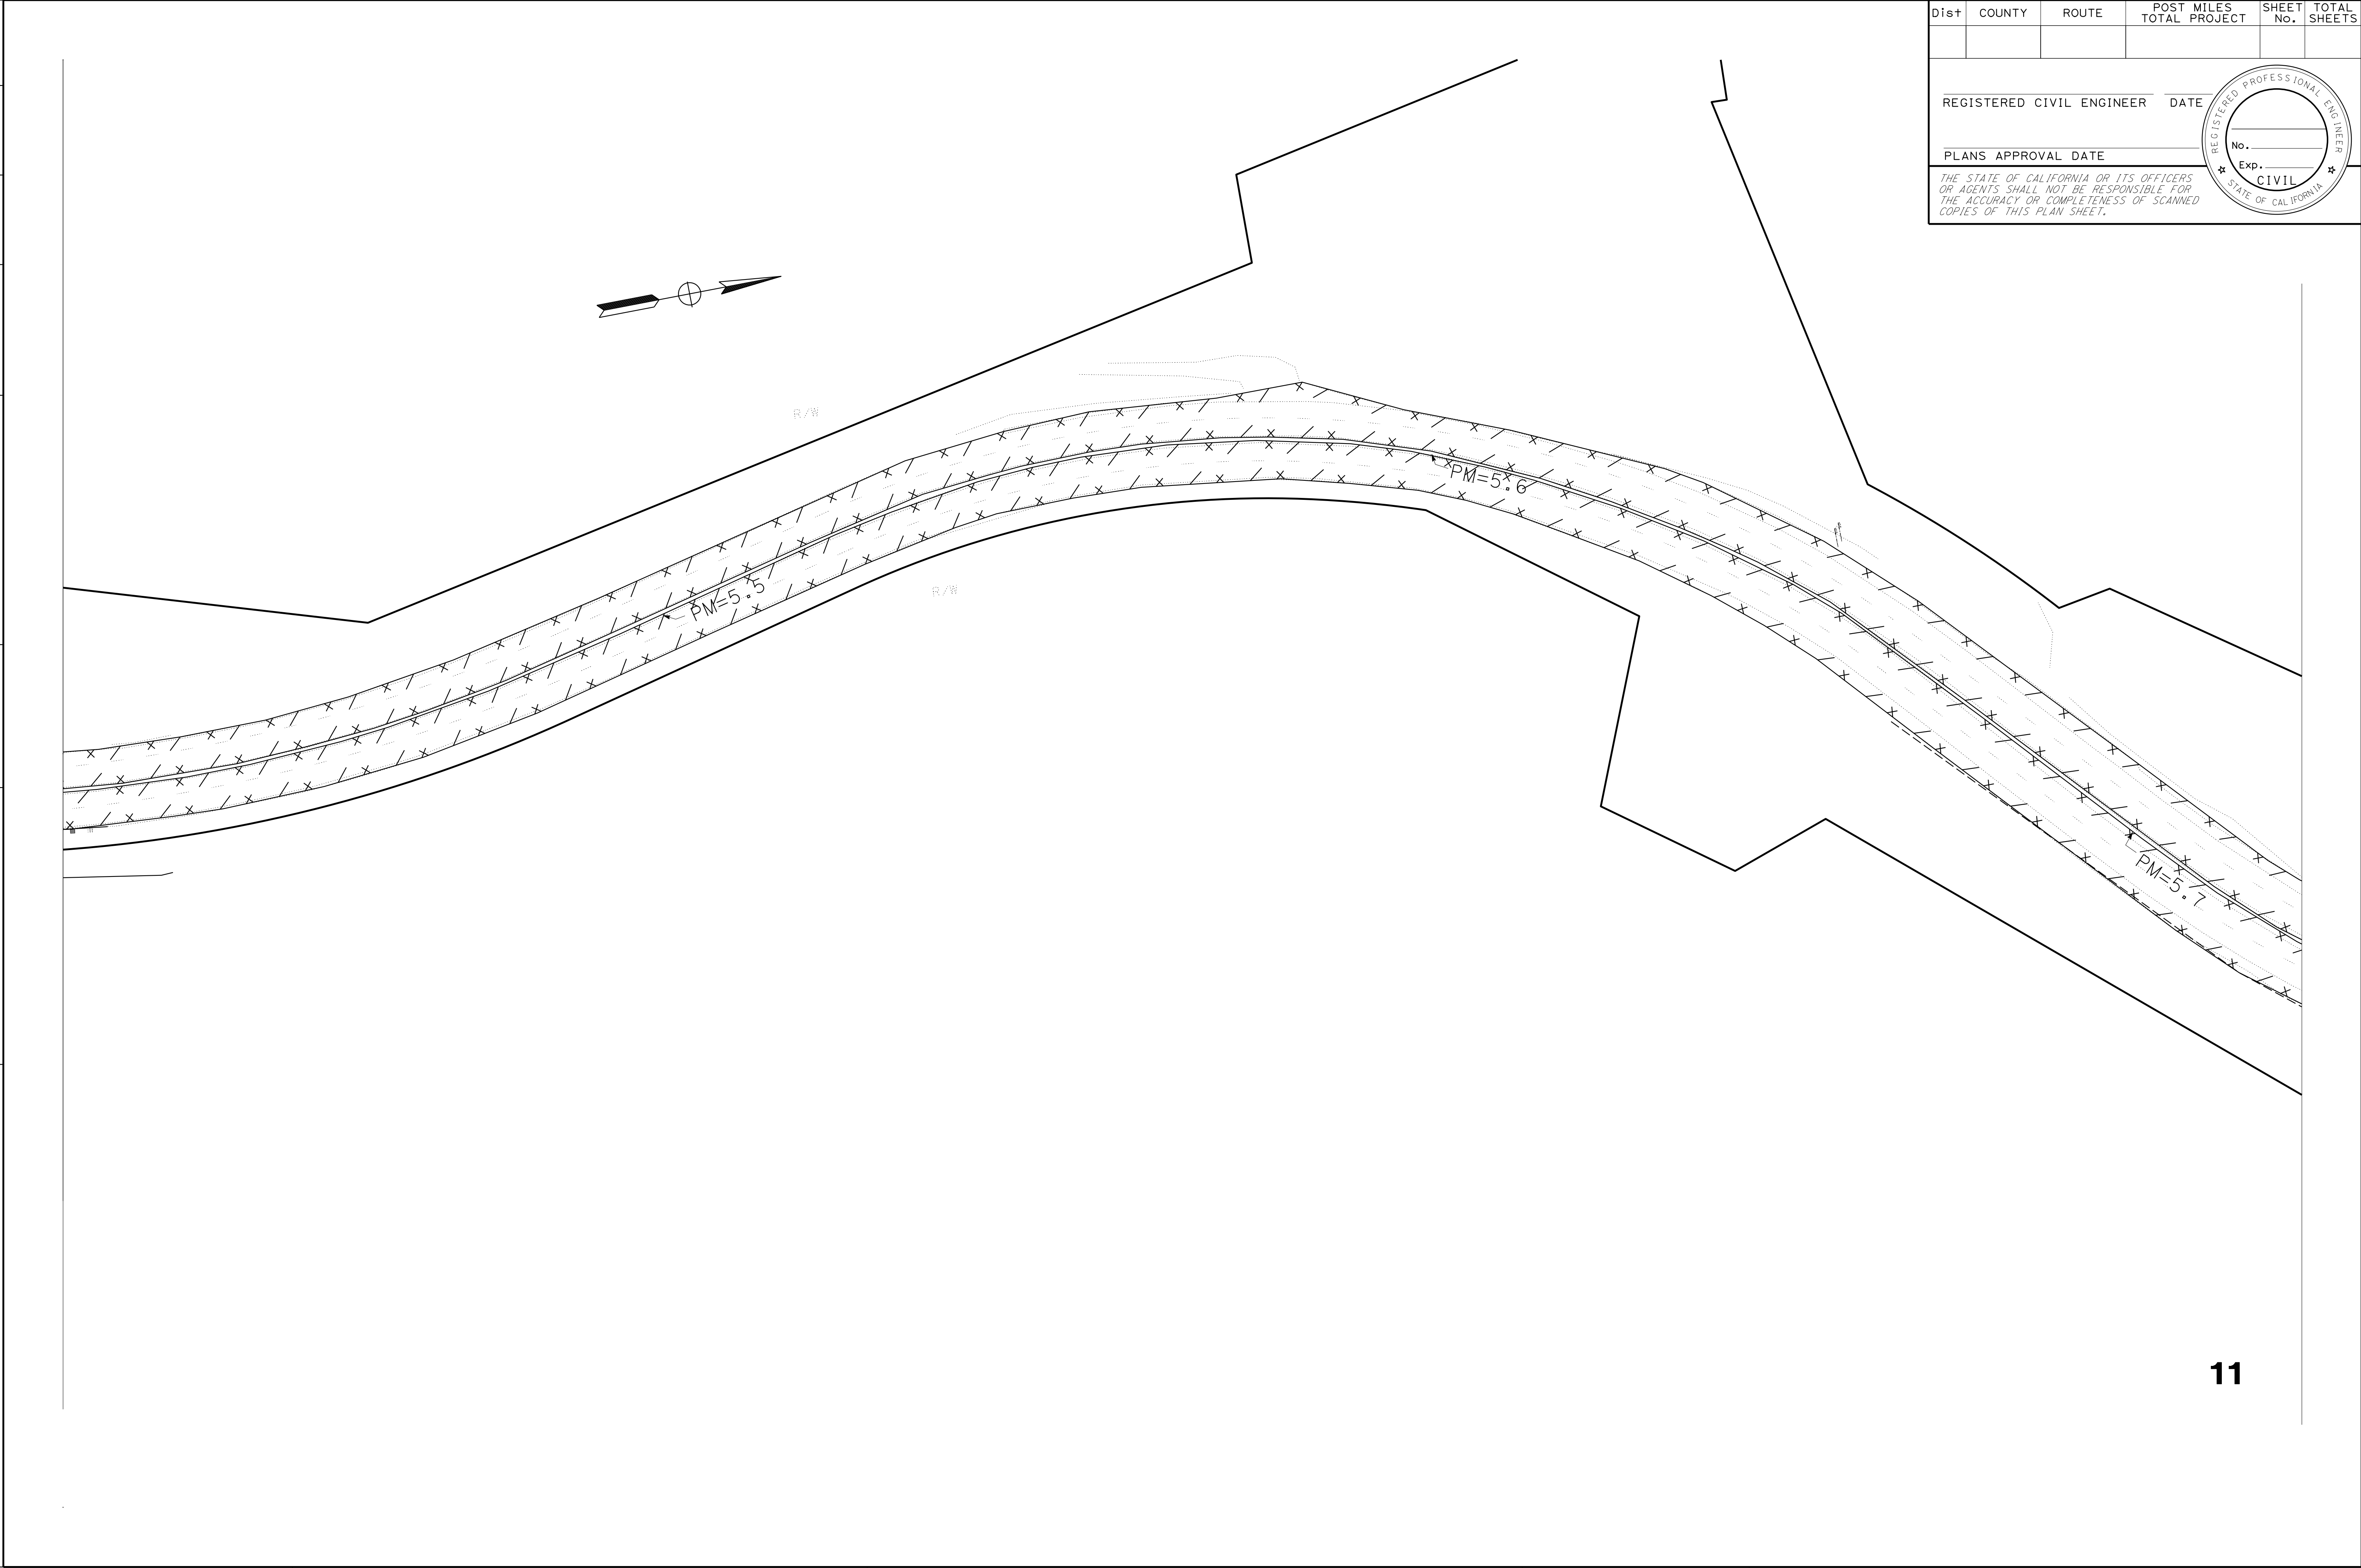 Dist COUNTY ROUTE POST MILES TOTAL PROJECT SHEET No. TOTAL SHEETS
REGISTERED CIVIL ENGINEER DATE
PLANS APPROVAL DATE
REGISTERED PROFESSIONAL ENGINEER
No.
Exp.
CIVIL
STATE OF CALIFORNIA
THE STATE OF CALIFORNIA OR ITS OFFICERS
OR AGENTS SHALL NOT BE RESPONSIBLE FOR
THE ACCURACY OR COMPLETENESS OF SCANNED
COPIES OF THIS PLAN SHEET.
R/W
PM=5.6
PM=5.5
R/W
PM=5.7
11